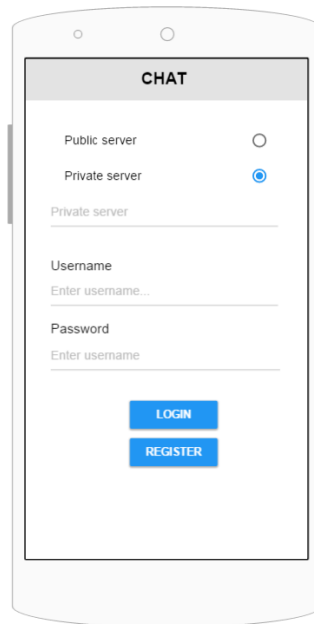 CHAT
Public server
Private server
Private server
Username
Enter username...
Password
Enter username
LOGIN
REGISTER